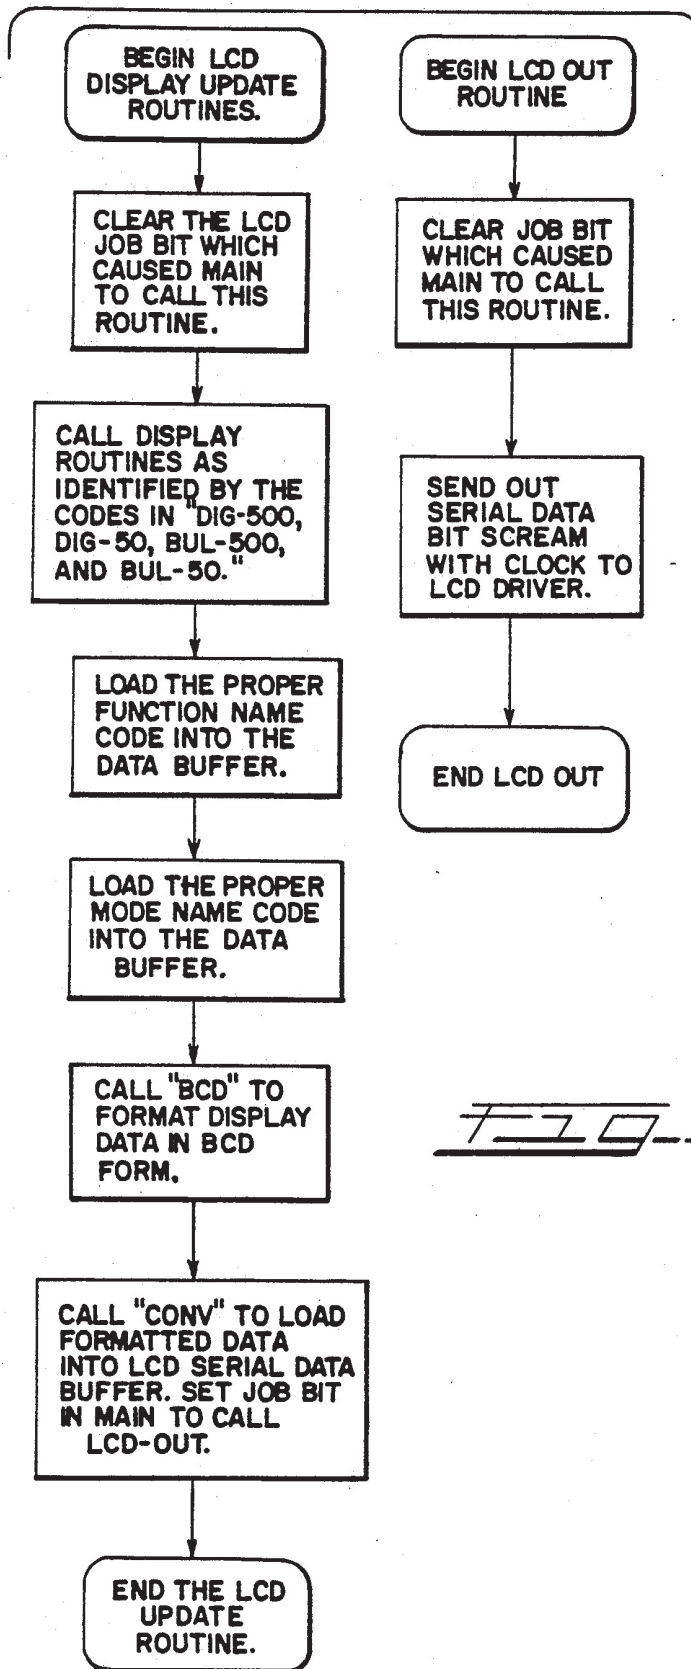 BEGIN LCD
DISPLAY UPDATE
ROUTINES.
CLEAR THE LCD
JOB BIT WHICH
CAUSED MAIN
TO CALL THIS
ROUTINE.
CALL DISPLAY
ROUTINES AS
IDENTIFIED BY THE
CODES IN "DIG-500,
DIG-50, BUL-500,
AND BUL-50."
LOAD THE PROPER
FUNCTION NAME
CODE INTO THE
DATA BUFFER.
LOAD THE PROPER
MODE NAME CODE
INTO THE DATA
BUFFER.
CALL "BCD" TO
FORMAT DISPLAY
DATA IN BCD
FORM.
CALL "CONV" TO LOAD
FORMATTED DATA
INTO LCD SERIAL DATA
BUFFER. SET JOB BIT
IN MAIN TO CALL
LCD-OUT.
END THE LCD
UPDATE
ROUTINE.
BEGIN LCD OUT
ROUTINE
CLEAR JOB BIT
WHICH CAUSED
MAIN TO CALL
THIS ROUTINE.
SEND OUT
SERIAL DATA
BIT SCREAM
WITH CLOCK TO
LCD DRIVER.
END LCD OUT
Fig.